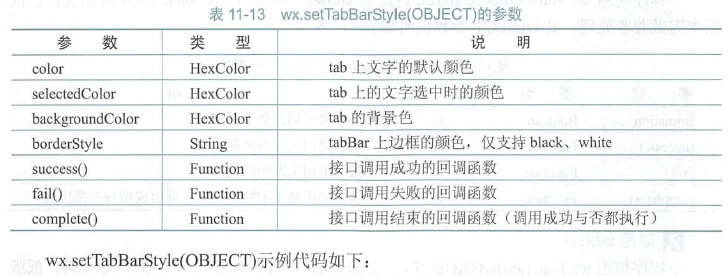 表 11-13 wx.setTabBarStyle(OBJECT)的参数
参 数 类 型 说 明
color HexColor tab 上文字的默认颜色
selectedColor HexColor tab 上的文字选中时的颜色
backgroundColor HexColor tab 的背景色
borderStyle String tabBar 上边框的颜色，仅支持 black、white
success() Function 接口调用成功的回调函数
fail() Function 接口调用失败的回调函数
complete() Function 接口调用结束的回调函数（调用成功与否都执行）
wx.setTabBarStyle(OBJECT)示例代码如下：